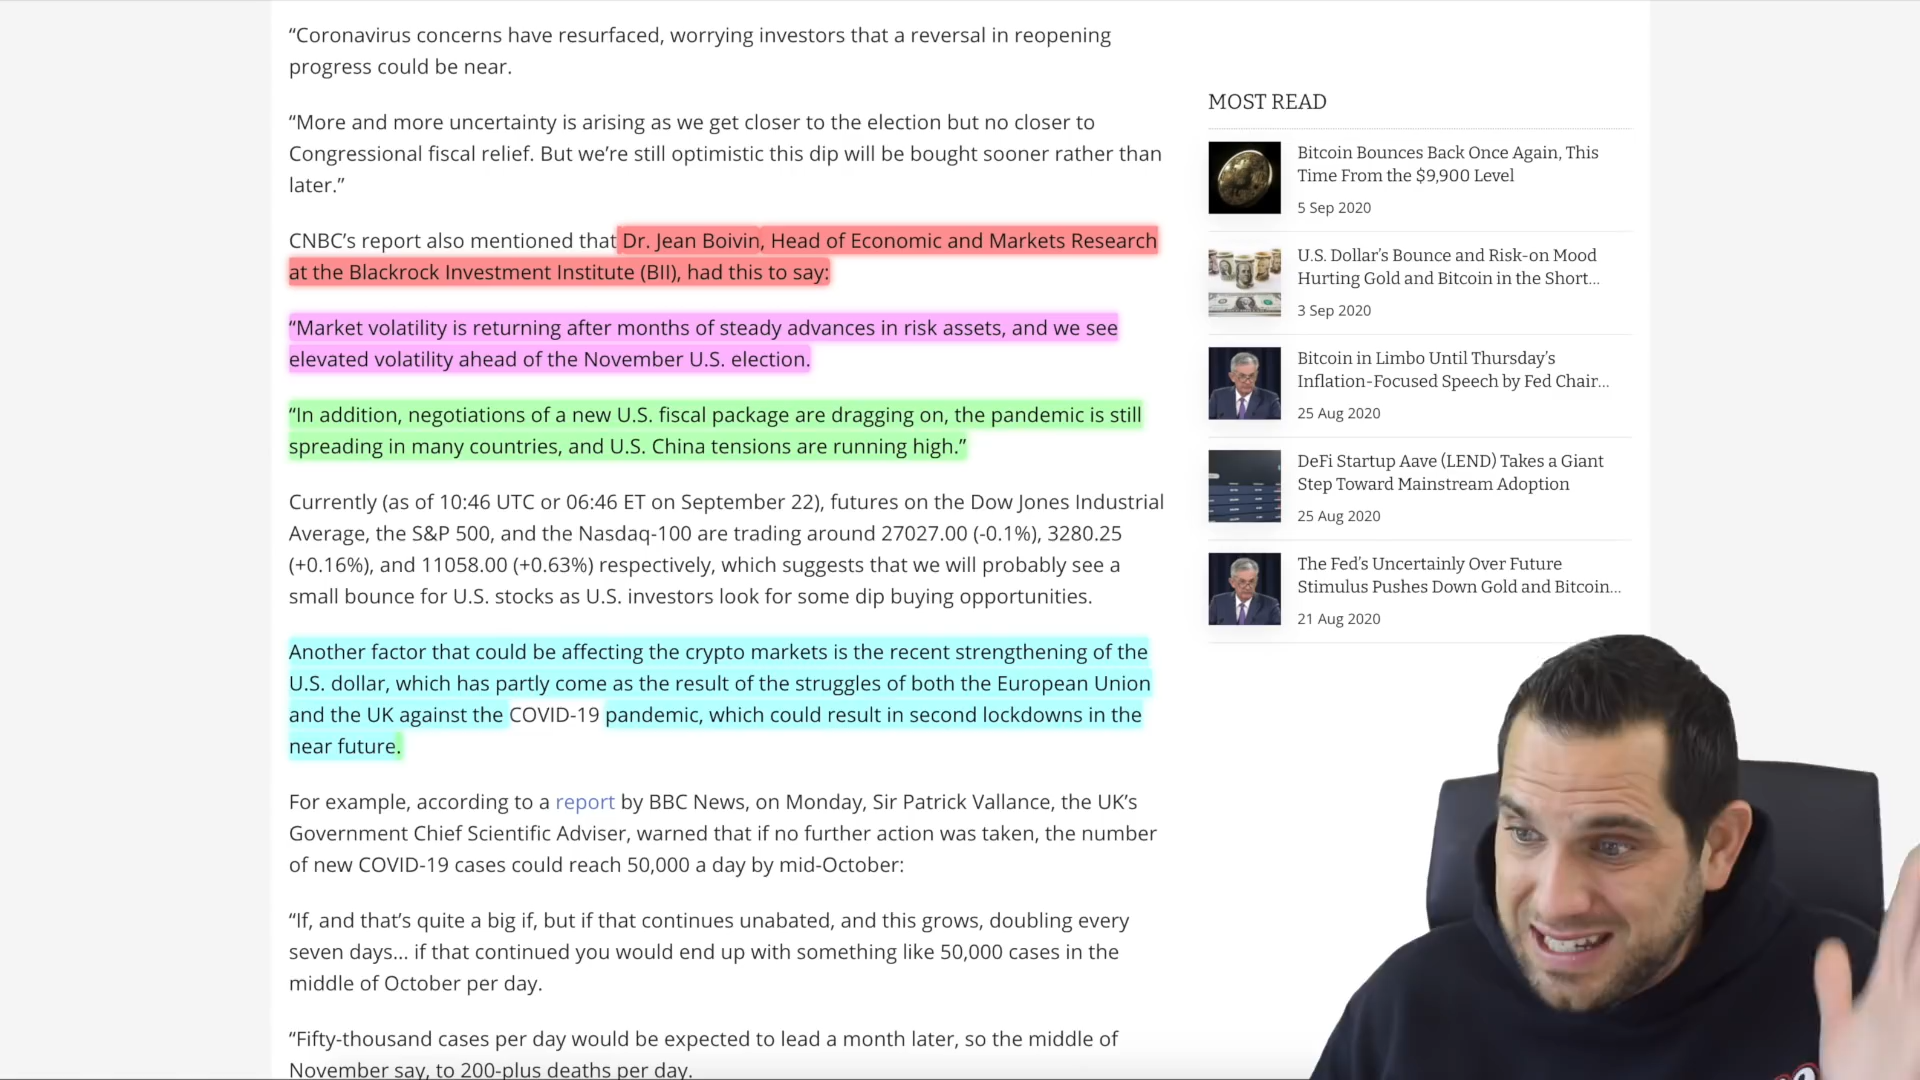 “Coronavirus concerns have resurfaced, worrying investors that a reversal in reopening
progress could be near.
“More and more uncertainty is arising as we get closer to the election but no closer to
Congressional fiscal relief. But we’re still optimistic this dip will be bought sooner rather than
later.”
CNBC’s report also mentioned that Dr. Jean Boivin, Head of Economic and Markets Research
at the Blackrock Investment Institute (BII), had this to say:
“Market volatility is returning after months of steady advances in risk assets, and we see
elevated volatility ahead of the November U.S. election.
“In addition, negotiations of a new U.S. fiscal package are dragging on, the pandemic is still
spreading in many countries, and U.S. China tensions are running high.”
Currently (as of 10:46 UTC or 06:46 ET on September 22), futures on the Dow Jones Industrial
Average, the S&P 500, and the Nasdaq-100 are trading around 27027.00 (-0.1%), 3280.25
(+0.16%), and 11058.00 (+0.63%) respectively, which suggests that we will probably see a
small bounce for U.S. stocks as U.S. investors look for some dip buying opportunities.
Another factor that could be affecting the crypto markets is the recent strengthening of the
U.S. dollar, which has partly come as the result of the struggles of both the European Union
and the UK against the COVID-19 pandemic, which could result in second lockdowns in the
near future.
For example, according to a report by BBC News, on Monday, Sir Patrick Vallance, the UK’s
Government Chief Scientific Adviser, warned that if no further action was taken, the number
of new COVID-19 cases could reach 50,000 a day by mid-October:
“If, and that’s quite a big if, but if that continues unabated, and this grows, doubling every
seven days… if that continued you would end up with something like 50,000 cases in the
middle of October per day.
“Fifty-thousand cases per day would be expected to lead a month later, so the middle of
November say, to 200-plus deaths per day.
MOST READ
Bitcoin Bounces Back Once Again, This
Time From the $9,900 Level
5 Sep 2020
U.S. Dollar’s Bounce and Risk-on Mood
Hurting Gold and Bitcoin in the Short...
3 Sep 2020
Bitcoin in Limbo Until Thursday’s
Inflation-Focused Speech by Fed Chair...
25 Aug 2020
DeFi Startup Aave (LEND) Takes a Giant
Step Toward Mainstream Adoption
25 Aug 2020
The Fed’s Uncertainly Over Future
Stimulus Pushes Down Gold and Bitcoin...
21 Aug 2020